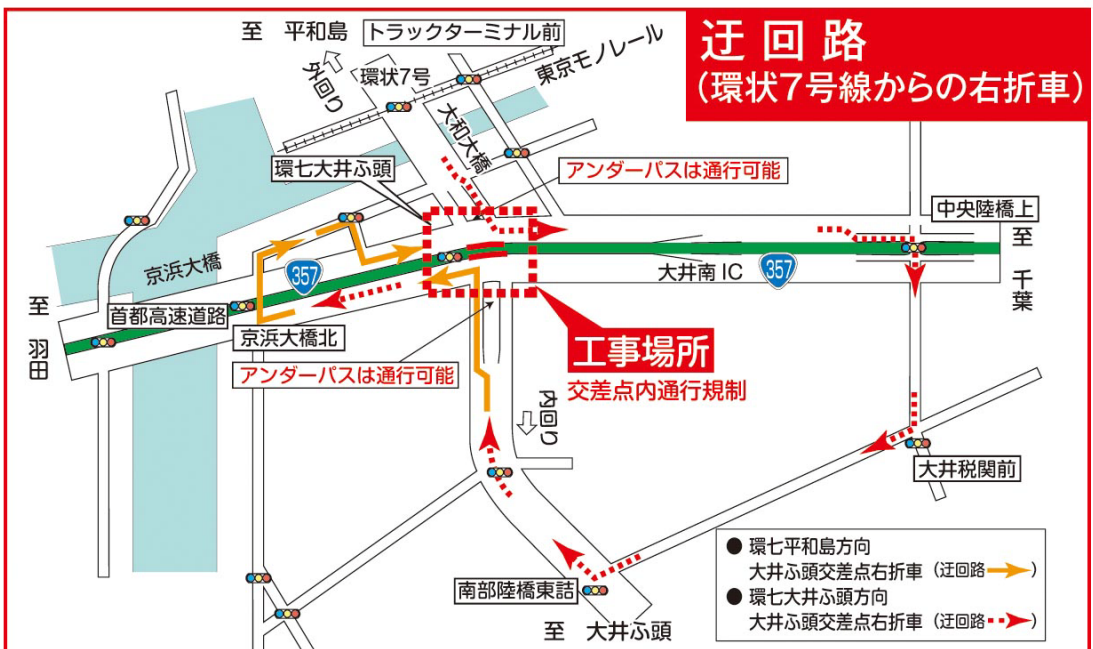 迂回路
(環状7号線からの右折車)
至 平和島
トラックターミナル前
東京モノレール
環状7号
外回り
大和大橋
環七大井ふ頭
アンダーパスは通行可能
中央陸橋上
至 千葉
京浜大橋
357
大井南IC
357
至 羽田
首都高速道路
京浜大橋北
アンダーパスは通行可能
工事場所
交差点内通行規制
内回り
大井税関前
南部陸橋東詰
至 大井ふ頭
● 環七平和島方向
大井ふ頭交差点右折車 (迂回路)
● 環七大井ふ頭方向
大井ふ頭交差点右折車 (迂回路)